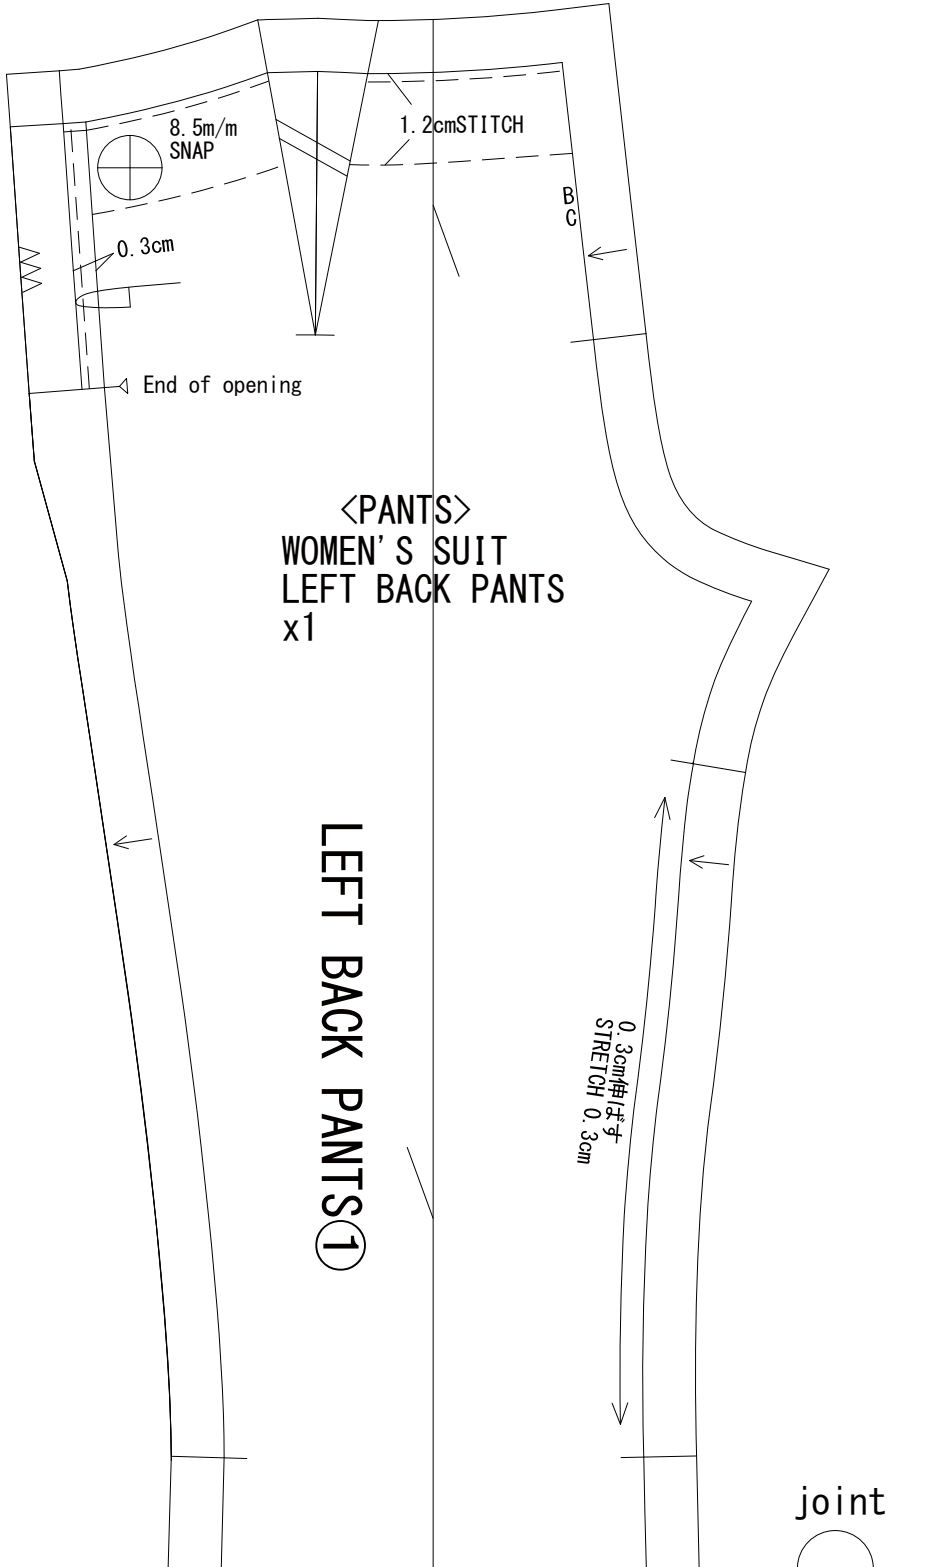 8.5m/m
SNAP
1.2cmSTITCH
B
C
0.3cm
End of opening
<PANTS>
WOMEN'S SUIT
LEFT BACK PANTS
x1
LEFT BACK PANTS①
0.3cm伸ばす
STRETCH 0.3cm
joint